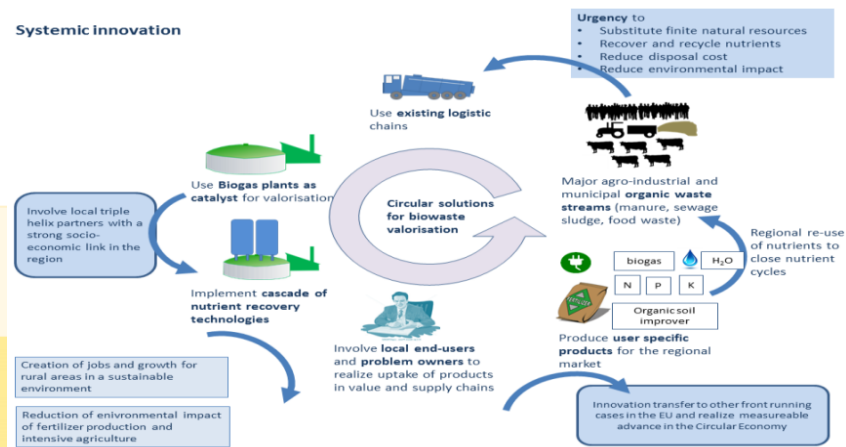 Systemic innovation
Urgency to
• Substitute finite natural resources
• Recover and recycle nutrients
• Reduce disposal cost
• Reduce environmental impact
Use existing logistic
chains
Use Biogas plants as
catalyst for valorisation
Circular solutions
for biowaste
valorisation
Major agro-industrial and
municipal organic waste
streams (manure, sewage
sludge, food waste)
Involve local triple
helix partners with a
strong socio-
economic link in the
region
Regional re-use
of nutrients to
close nutrient
cycles
biogas
H2O
N
P
K
Organic soil
improver
Implement cascade of
nutrient recovery
technologies
Involve local end-users
and problem owners to
realize uptake of products
in value and supply chains
Produce user specific
products for the regional
market
Creation of jobs and growth for
rural areas in a sustainable
environment
Reduction of enivronmental impact
of fertilizer production and
intensive agriculture
Innovation transfer to other front running
cases in the EU and realize measureable
advance in the Circular Economy